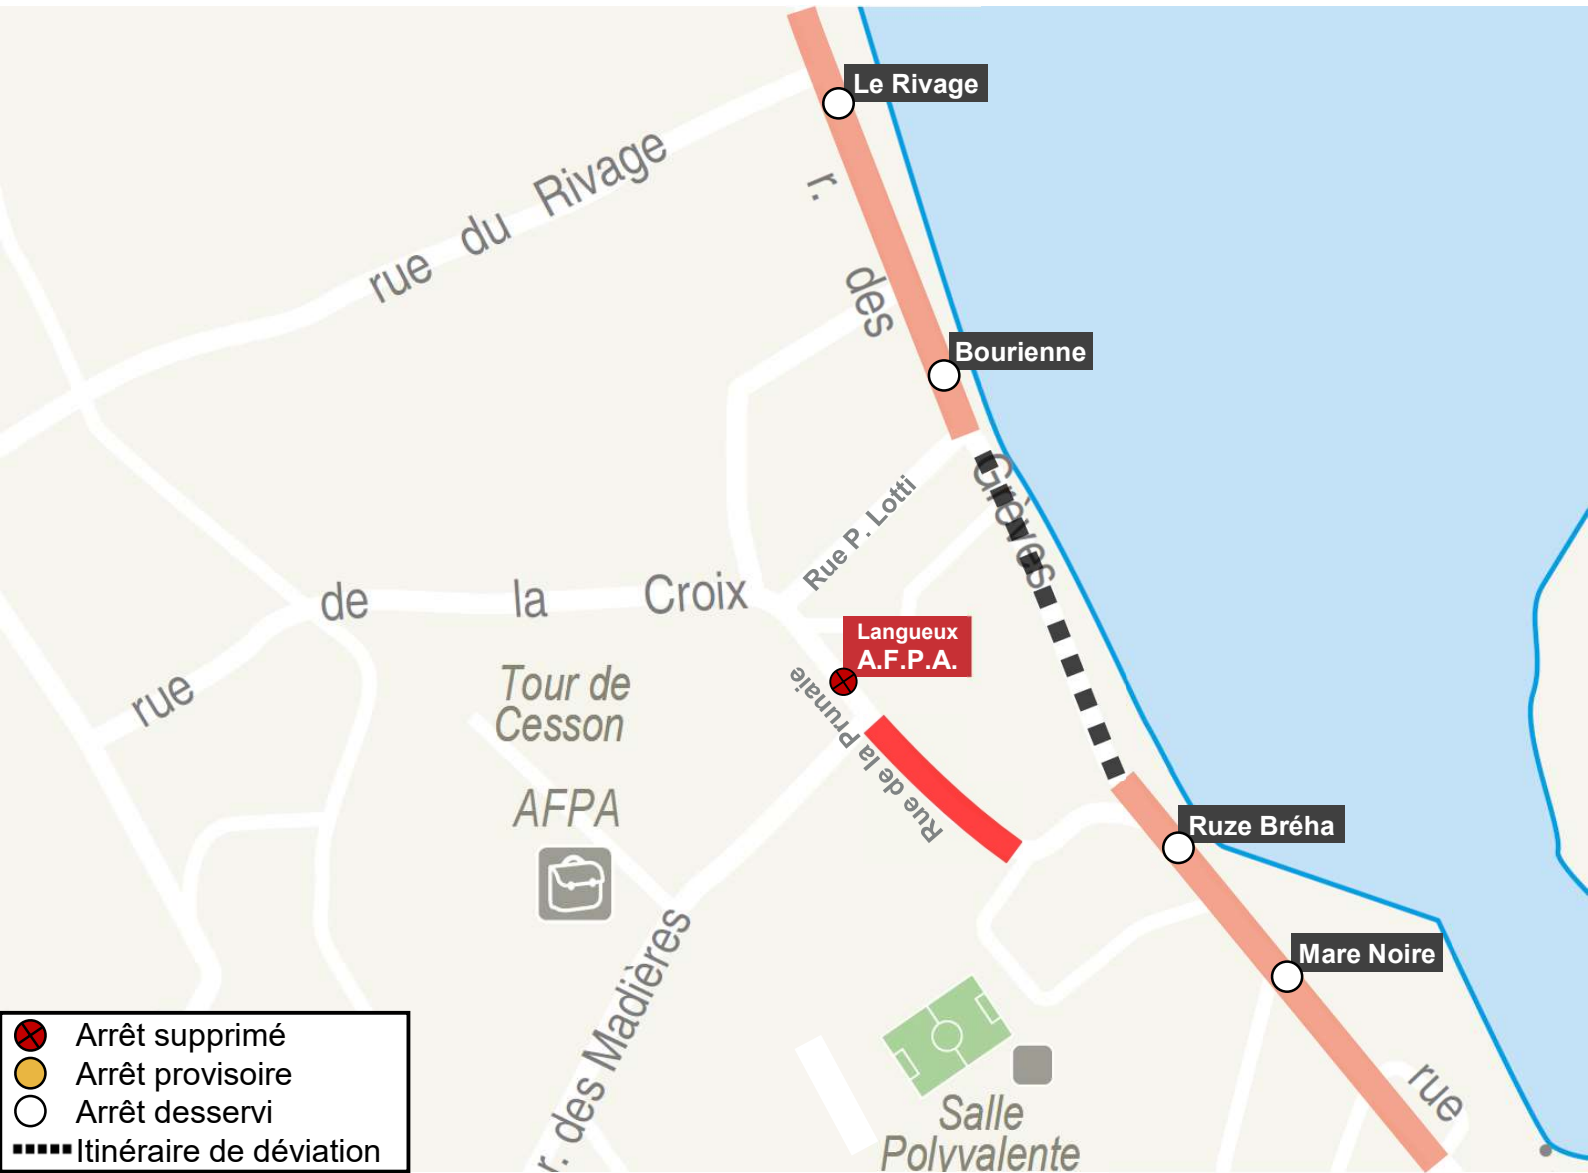 Le Rivage
rue du Rivage
r. des Grèves
Bourienne
Rue P. Lotti
rue de la Croix
Langueux
A.F.P.A.
Rue de la Prunaie
Tour de
Cesson
AFPA
Ruze Bréha
Mare Noire
r. des Madières
Salle
Polyvalente
rue
Arrêt supprimé
Arrêt provisoire
Arrêt desservi
Itinéraire de déviation